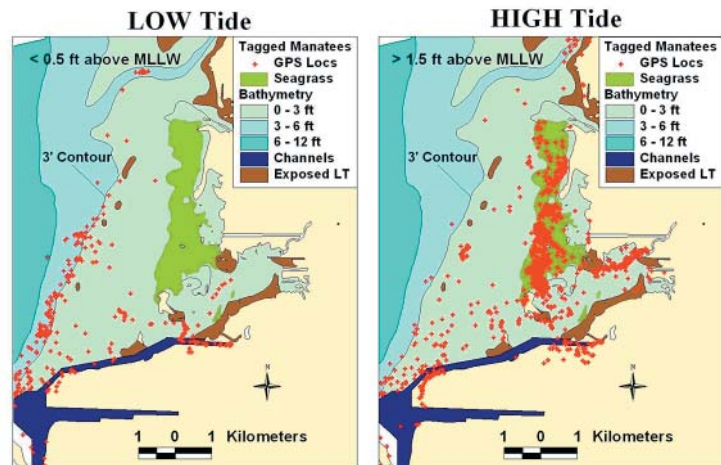 LOW Tide
< 0.5 ft above MLLW
Tagged Manatees
GPS Locs
Seagrass
Bathymetry
0 - 3 ft
3 - 6 ft
6 - 12 ft
Channels
Exposed LT
3' Contour
N
1 0 1 Kilometers
HIGH Tide
> 1.5 ft above MLLW
Tagged Manatees
GPS Locs
Seagrass
Bathymetry
0 - 3 ft
3 - 6 ft
6 - 12 ft
Channels
Exposed LT
3' Contour
N
1 0 1 Kilometers